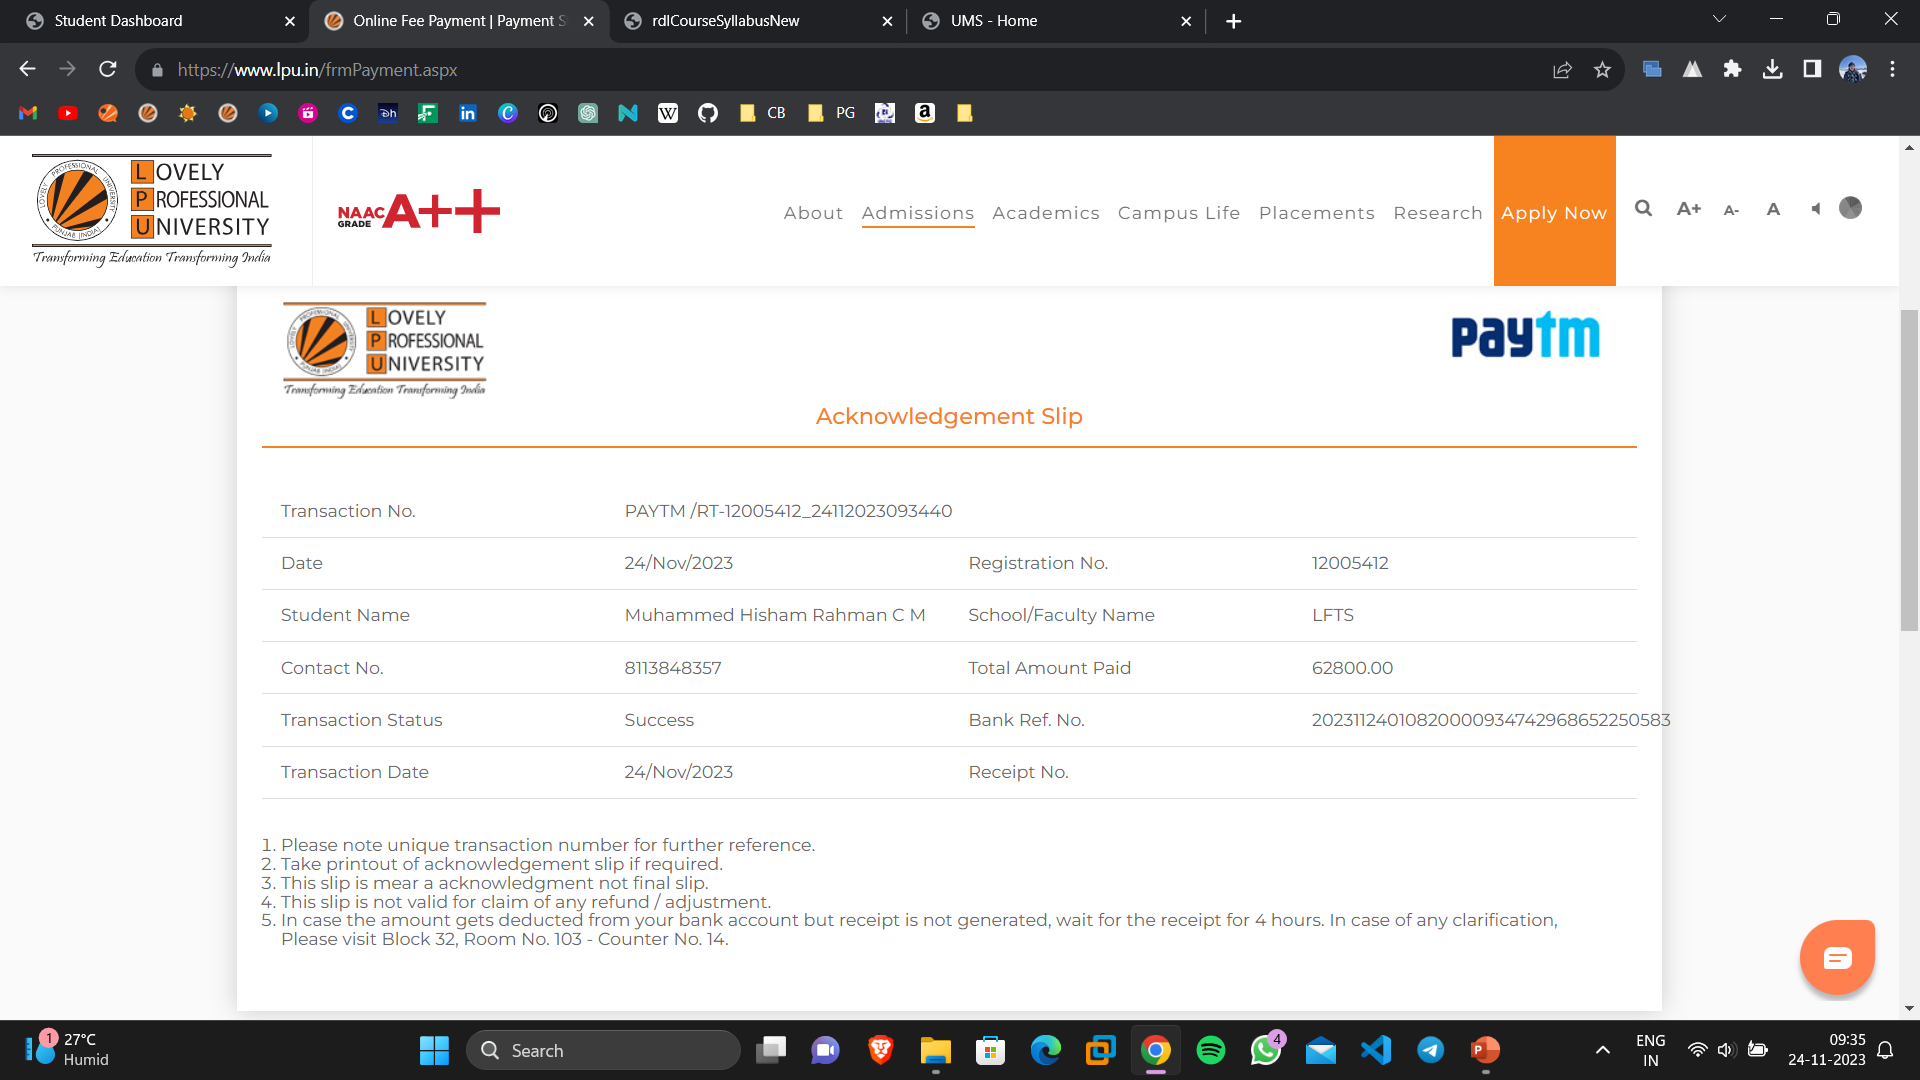 Student Dashboard
Online Fee Payment | Payment S
rdlCourseSyllabusNew
UMS - Home
https://www.lpu.in/frmPayment.aspx
CB
PG
LOVELY
PROFESSIONAL
UNIVERSITY
Transforming Education Transforming India
NAAC
GRADE
A++
About
Admissions
Academics
Campus Life
Placements
Research
Apply Now
A+
A-
A
LOVELY
PROFESSIONAL
UNIVERSITY
Transforming Education Transforming India
paytm
Acknowledgement Slip
Transaction No. PAYTM /RT-12005412_24112023093440
Date 24/Nov/2023 Registration No. 12005412
Student Name Muhammed Hisham Rahman C M School/Faculty Name LFTS
Contact No. 8113848357 Total Amount Paid 62800.00
Transaction Status Success Bank Ref. No. 20231124010820000934742968652250583
Transaction Date 24/Nov/2023 Receipt No.
1. Please note unique transaction number for further reference.
2. Take printout of acknowledgement slip if required.
3. This slip is mear a acknowledgment not final slip.
4. This slip is not valid for claim of any refund / adjustment.
5. In case the amount gets deducted from your bank account but receipt is not generated, wait for the receipt for 4 hours. In case of any clarification,
Please visit Block 32, Room No. 103 - Counter No. 14.
1
27°C
Humid
Search
4
ENG
IN
09:35
24-11-2023